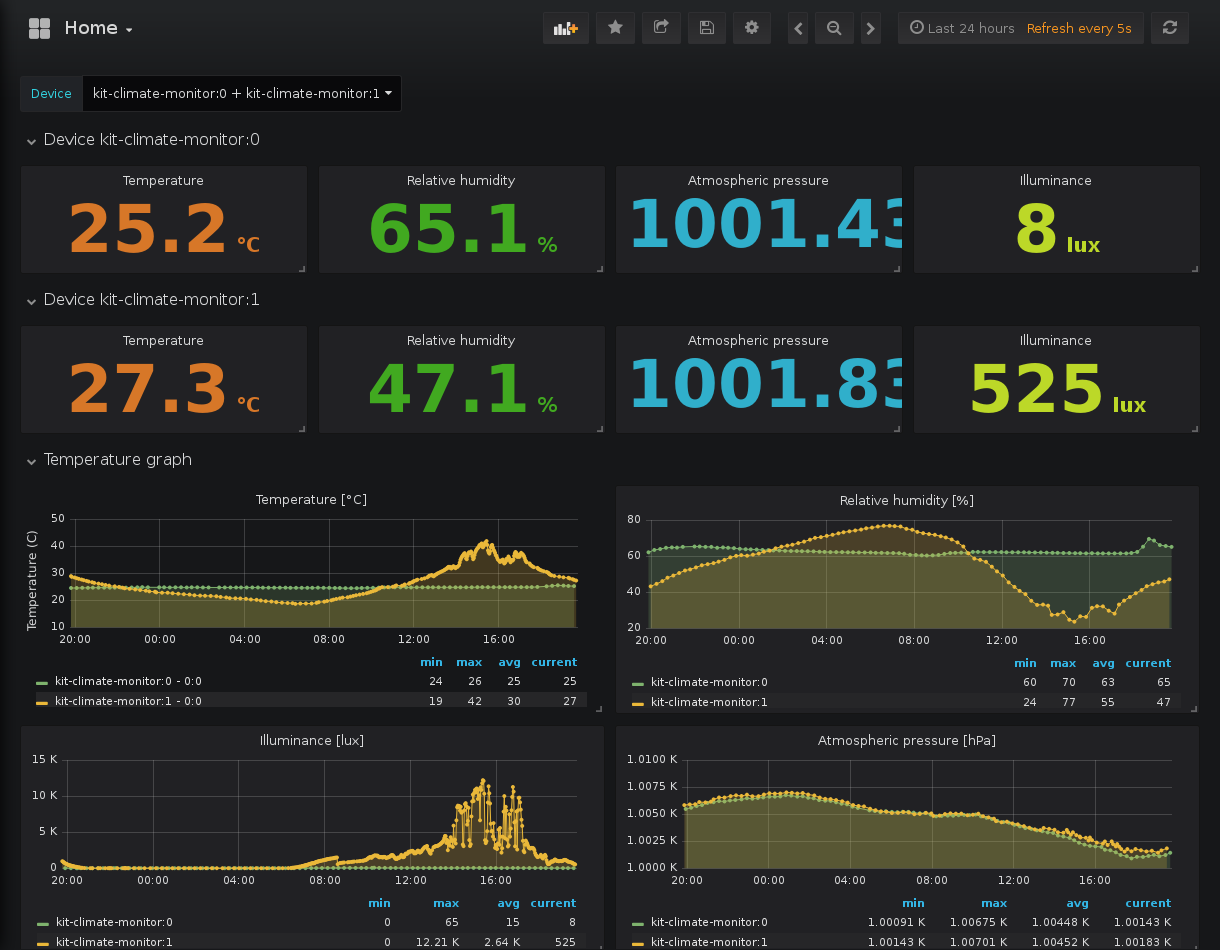 Home
Last 24 hours Refresh every 5s
Device kit-climate-monitor:0 + kit-climate-monitor:1
Device kit-climate-monitor:0
Temperature Relative humidity Atmospheric pressure Illuminance
25.2 °C 65.1 % 1001.43 8 lux
Device kit-climate-monitor:1
Temperature Relative humidity Atmospheric pressure Illuminance
27.3 °C 47.1 % 1001.83 525 lux
Temperature graph
Temperature [°C]
Temperature (C)
50
40
30
20
10
20:00 00:00 04:00 08:00 12:00 16:00
min max avg current
kit-climate-monitor:0 - 0:0 24 26 25 25
kit-climate-monitor:1 - 0:0 19 42 30 27
Relative humidity [%]
80
60
40
20
20:00 00:00 04:00 08:00 12:00 16:00
min max avg current
kit-climate-monitor:0 60 70 63 65
kit-climate-monitor:1 24 77 55 47
Illuminance [lux]
15 K
10 K
5 K
0
20:00 00:00 04:00 08:00 12:00 16:00
min max avg current
kit-climate-monitor:0 0 65 15 8
kit-climate-monitor:1 0 12.21 K 2.64 K 525
Atmospheric pressure [hPa]
1.0100 K
1.0075 K
1.0050 K
1.0025 K
1.0000 K
20:00 00:00 04:00 08:00 12:00 16:00
min max avg current
kit-climate-monitor:0 1.00091 K 1.00675 K 1.00448 K 1.00143 K
kit-climate-monitor:1 1.00143 K 1.00701 K 1.00452 K 1.00183 K